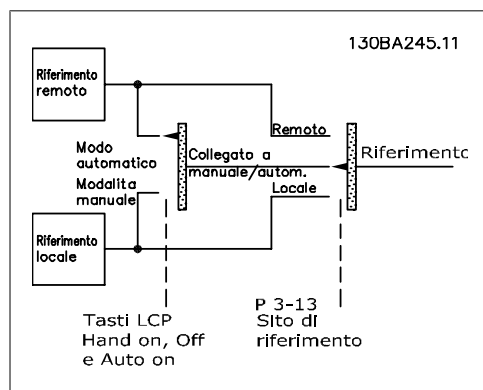 130BA245.11
Riferimento
remoto
Remoto
Modo
automatico
Collegato a
manuale/autom.
Riferimento
Modalita
manuale
Locale
Riferimento
locale
Tasti LCP
Hand on, Off
e Auto on
P 3-13
Sito di
riferimento